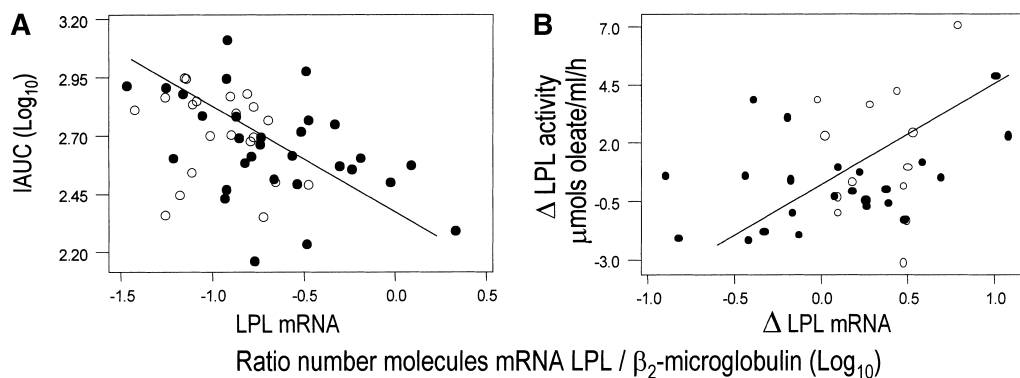 A
B
3.20
2.95
2.70
2.45
2.20
IAUC (Log₁₀)
-1.5
-1.0
-0.5
0.0
0.5
LPL mRNA
7.0
4.5
2.0
-0.5
-3.0
Δ LPL activity
μmols oleate/ml/h
-1.0
-0.5
0.0
0.5
1.0
Δ LPL mRNA
Ratio number molecules mRNA LPL / β₂-microglobulin (Log₁₀)